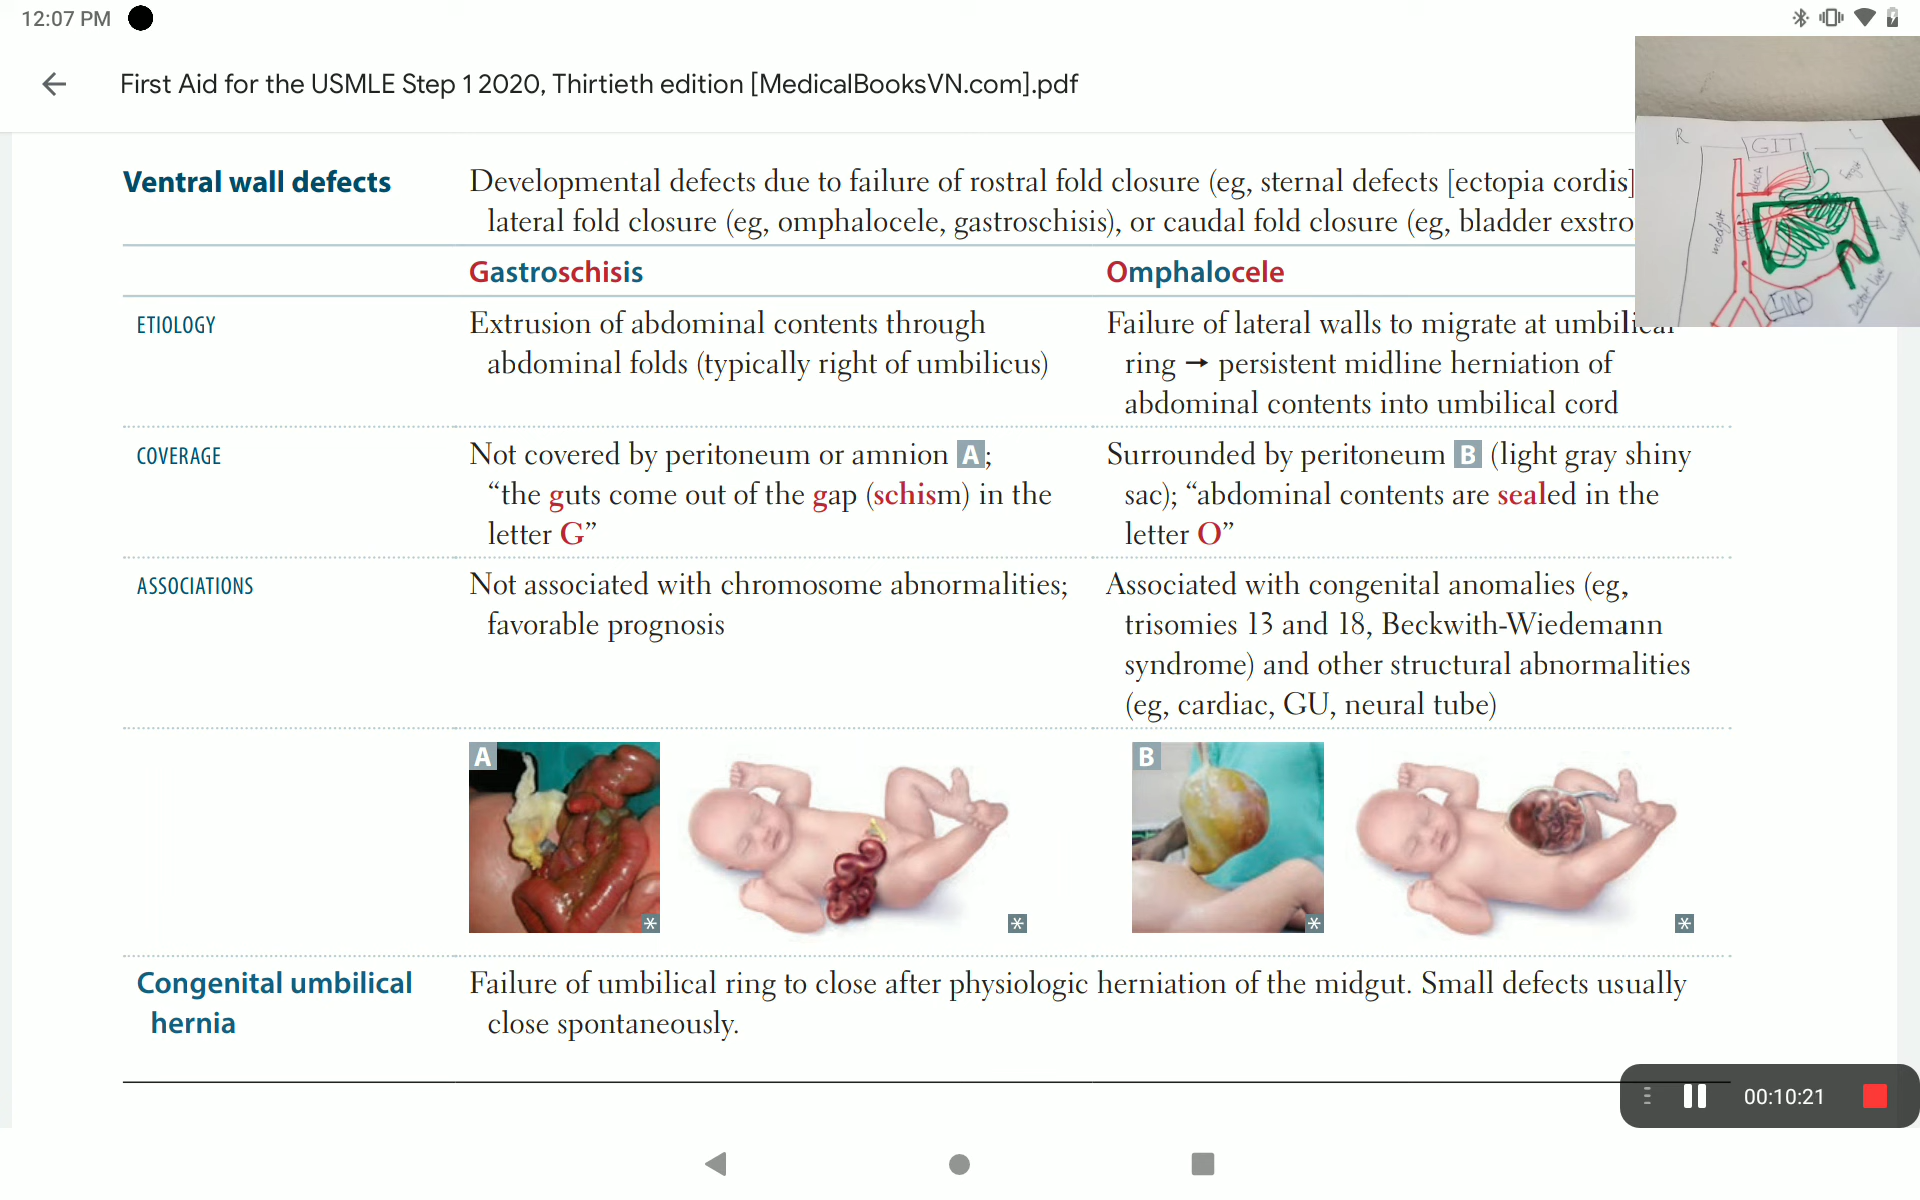 12:07 PM
First Aid for the USMLE Step 1 2020, Thirtieth edition [MedicalBooksVN.com].pdf
R
GIT
L
midgut
IMA
Ventral wall defects
Developmental defects due to failure of rostral fold closure (eg, sternal defects [ectopia cordis]
lateral fold closure (eg, omphalocele, gastroschisis), or caudal fold closure (eg, bladder exstro
Gastroschisis
Omphalocele
ETIOLOGY
Extrusion of abdominal contents through
abdominal folds (typically right of umbilicus)
Failure of lateral walls to migrate at umbilical
ring → persistent midline herniation of
abdominal contents into umbilical cord
COVERAGE
Not covered by peritoneum or amnion A;
“the guts come out of the gap (schism) in the
letter G”
Surrounded by peritoneum B (light gray shiny
sac); “abdominal contents are sealed in the
letter O”
ASSOCIATIONS
Not associated with chromosome abnormalities;
favorable prognosis
Associated with congenital anomalies (eg,
trisomies 13 and 18, Beckwith-Wiedemann
syndrome) and other structural abnormalities
(eg, cardiac, GU, neural tube)
A
B
Congenital umbilical
hernia
Failure of umbilical ring to close after physiologic herniation of the midgut. Small defects usually
close spontaneously.
00:10:21